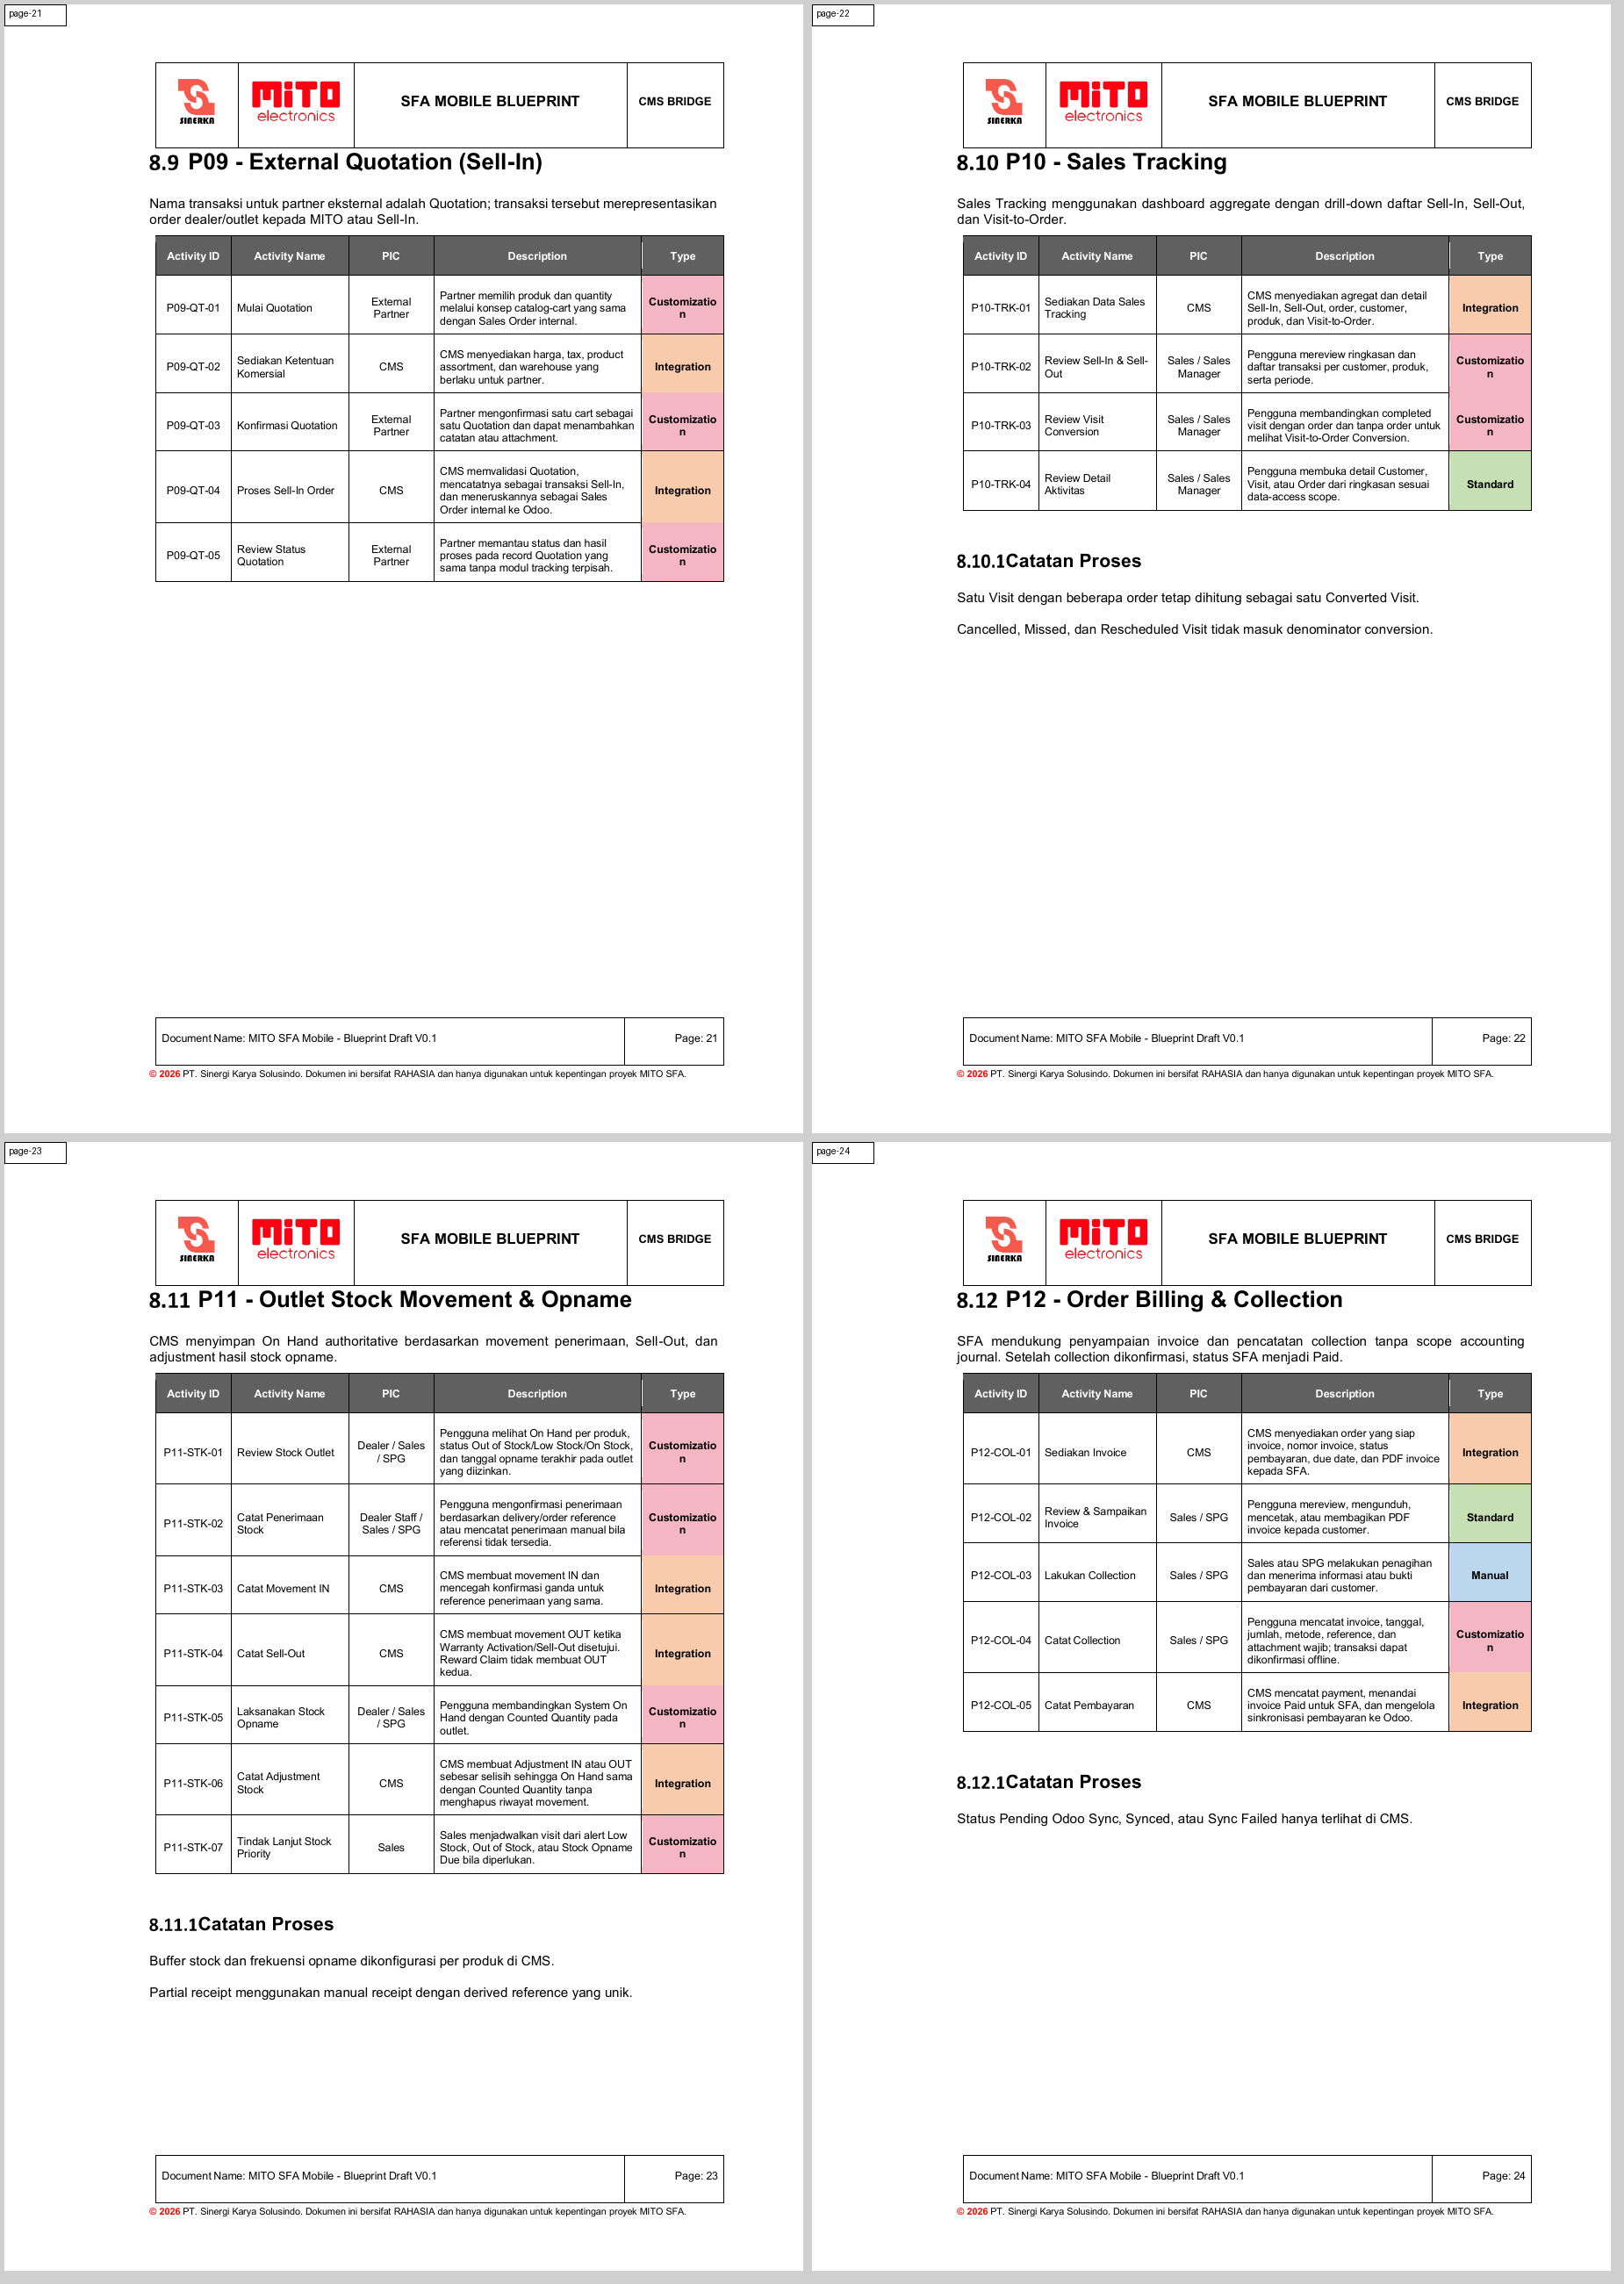 page-21
SINERKA
MiTO
electronics
SFA MOBILE BLUEPRINT
CMS BRIDGE
8.9 P09 - External Quotation (Sell-In)
Nama transaksi untuk partner eksternal adalah Quotation; transaksi tersebut merepresentasikan
order dealer/outlet kepada MITO atau Sell-In.
Activity ID Activity Name PIC Description Type
P09-QT-01 Mulai Quotation External Partner Partner memilih produk dan quantity melalui konsep catalog-cart yang sama dengan Sales Order internal. Customization
P09-QT-02 Sediakan Ketentuan Komersial CMS CMS menyediakan harga, tax, product assortment, dan warehouse yang berlaku untuk partner. Integration
P09-QT-03 Konfirmasi Quotation External Partner Partner mengonfirmasi satu cart sebagai satu Quotation dan dapat menambahkan catatan atau attachment. Customization
P09-QT-04 Proses Sell-In Order CMS CMS memvalidasi Quotation, mencatatnya sebagai transaksi Sell-In, dan meneruskannya sebagai Sales Order internal ke Odoo. Integration
P09-QT-05 Review Status Quotation External Partner Partner memantau status dan hasil proses pada record Quotation yang sama tanpa modul tracking terpisah. Customization
Document Name: MITO SFA Mobile - Blueprint Draft V0.1 Page: 21
© 2026 PT. Sinergi Karya Solusindo. Dokumen ini bersifat RAHASIA dan hanya digunakan untuk kepentingan proyek MITO SFA.
page-22
SINERKA
MiTO
electronics
SFA MOBILE BLUEPRINT
CMS BRIDGE
8.10 P10 - Sales Tracking
Sales Tracking menggunakan dashboard aggregate dengan drill-down daftar Sell-In, Sell-Out,
dan Visit-to-Order.
Activity ID Activity Name PIC Description Type
P10-TRK-01 Sediakan Data Sales Tracking CMS CMS menyediakan agregat dan detail Sell-In, Sell-Out, order, customer, produk, dan Visit-to-Order. Integration
P10-TRK-02 Review Sell-In & Sell-Out Sales / Sales Manager Pengguna mereview ringkasan dan daftar transaksi per customer, produk, serta periode. Customization
P10-TRK-03 Review Visit Conversion Sales / Sales Manager Pengguna membandingkan completed visit dengan order dan tanpa order untuk melihat Visit-to-Order Conversion. Customization
P10-TRK-04 Review Detail Aktivitas Sales / Sales Manager Pengguna membuka detail Customer, Visit, atau Order dari ringkasan sesuai data-access scope. Standard
8.10.1Catatan Proses
Satu Visit dengan beberapa order tetap dihitung sebagai satu Converted Visit.
Cancelled, Missed, dan Rescheduled Visit tidak masuk denominator conversion.
Document Name: MITO SFA Mobile - Blueprint Draft V0.1 Page: 22
© 2026 PT. Sinergi Karya Solusindo. Dokumen ini bersifat RAHASIA dan hanya digunakan untuk kepentingan proyek MITO SFA.
page-23
SINERKA
MiTO
electronics
SFA MOBILE BLUEPRINT
CMS BRIDGE
8.11 P11 - Outlet Stock Movement & Opname
CMS menyimpan On Hand authoritative berdasarkan movement penerimaan, Sell-Out, dan
adjustment hasil stock opname.
Activity ID Activity Name PIC Description Type
P11-STK-01 Review Stock Outlet Dealer / Sales / SPG Pengguna melihat On Hand per produk, status Out of Stock/Low Stock/On Stock, dan tanggal opname terakhir pada outlet yang diizinkan. Customization
P11-STK-02 Catat Penerimaan Stock Dealer Staff / Sales / SPG Pengguna mengonfirmasi penerimaan berdasarkan delivery/order reference atau mencatat penerimaan manual bila referensi tidak tersedia. Customization
P11-STK-03 Catat Movement IN CMS CMS membuat movement IN dan mencegah konfirmasi ganda untuk reference penerimaan yang sama. Integration
P11-STK-04 Catat Sell-Out CMS CMS membuat movement OUT ketika Warranty Activation/Sell-Out disetujui. Reward Claim tidak membuat OUT kedua. Integration
P11-STK-05 Laksanakan Stock Opname Dealer / Sales / SPG Pengguna membandingkan System On Hand dengan Counted Quantity pada outlet. Customization
P11-STK-06 Catat Adjustment Stock CMS CMS membuat Adjustment IN atau OUT sebesar selisih sehingga On Hand sama dengan Counted Quantity tanpa menghapus riwayat movement. Integration
P11-STK-07 Tindak Lanjut Stock Priority Sales Sales menjadwalkan visit dari alert Low Stock, Out of Stock, atau Stock Opname Due bila diperlukan. Customization
8.11.1Catatan Proses
Buffer stock dan frekuensi opname dikonfigurasi per produk di CMS.
Partial receipt menggunakan manual receipt dengan derived reference yang unik.
Document Name: MITO SFA Mobile - Blueprint Draft V0.1 Page: 23
© 2026 PT. Sinergi Karya Solusindo. Dokumen ini bersifat RAHASIA dan hanya digunakan untuk kepentingan proyek MITO SFA.
page-24
SINERKA
MiTO
electronics
SFA MOBILE BLUEPRINT
CMS BRIDGE
8.12 P12 - Order Billing & Collection
SFA mendukung penyampaian invoice dan pencatatan collection tanpa scope accounting
journal. Setelah collection dikonfirmasi, status SFA menjadi Paid.
Activity ID Activity Name PIC Description Type
P12-COL-01 Sediakan Invoice CMS CMS menyediakan order yang siap invoice, nomor invoice, status pembayaran, due date, dan PDF invoice kepada SFA. Integration
P12-COL-02 Review & Sampaikan Invoice Sales / SPG Pengguna mereview, mengunduh, mencetak, atau membagikan PDF invoice kepada customer. Standard
P12-COL-03 Lakukan Collection Sales / SPG Sales atau SPG melakukan penagihan dan menerima informasi atau bukti pembayaran dari customer. Manual
P12-COL-04 Catat Collection Sales / SPG Pengguna mencatat invoice, tanggal, jumlah, metode, reference, dan attachment wajib; transaksi dapat dikonfirmasi offline. Customization
P12-COL-05 Catat Pembayaran CMS CMS mencatat payment, menandai invoice Paid untuk SFA, dan mengelola sinkronisasi pembayaran ke Odoo. Integration
8.12.1Catatan Proses
Status Pending Odoo Sync, Synced, atau Sync Failed hanya terlihat di CMS.
Document Name: MITO SFA Mobile - Blueprint Draft V0.1 Page: 24
© 2026 PT. Sinergi Karya Solusindo. Dokumen ini bersifat RAHASIA dan hanya digunakan untuk kepentingan proyek MITO SFA.